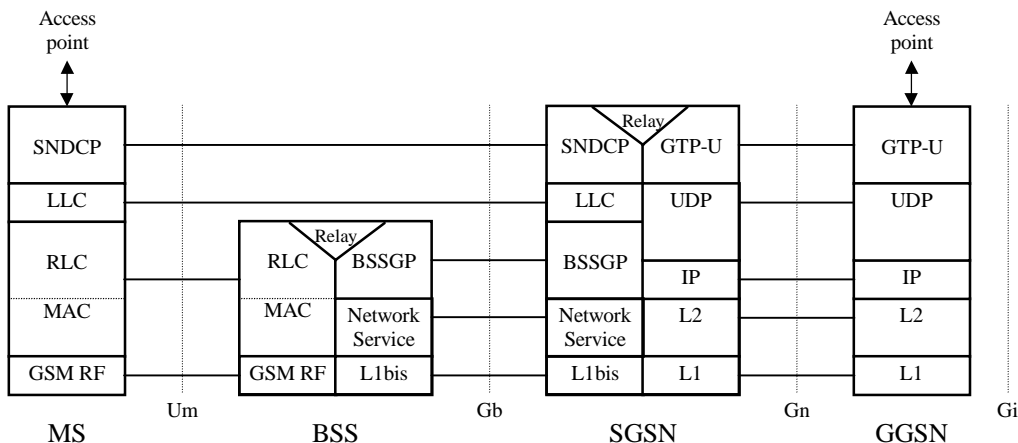 Access
point
Access
point
Relay
SNDCP
SNDCP
GTP-U
GTP-U
LLC
LLC
UDP
UDP
Relay
RLC
RLC
BSSGP
BSSGP
IP
IP
MAC
MAC
Network
Service
Network
Service
L2
L2
GSM RF
GSM RF
L1bis
L1bis
L1
L1
Um
Gb
Gn
Gi
MS
BSS
SGSN
GGSN